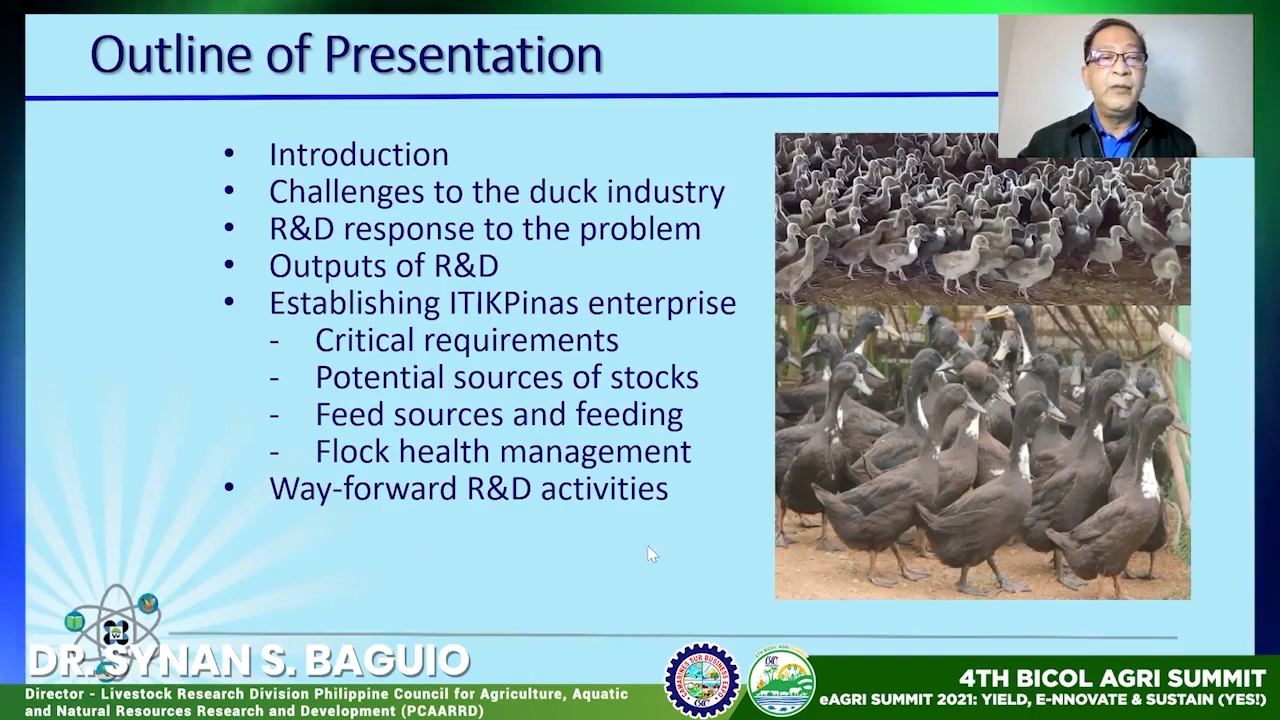 Outline of Presentation
• Introduction
• Challenges to the duck industry
• R&D response to the problem
• Outputs of R&D
• Establishing ITIKPinas enterprise
- Critical requirements
- Potential sources of stocks
- Feed sources and feeding
- Flock health management
• Way-forward R&D activities
DR. SYNAN S. BAGUIO
Director - Livestock Research Division Philippine Council for Agriculture, Aquatic
and Natural Resources Research and Development (PCAARRD)
4TH BICOL AGRI SUMMIT
eAGRI SUMMIT 2021: YIELD, E-NNOVATE & SUSTAIN (YES!)